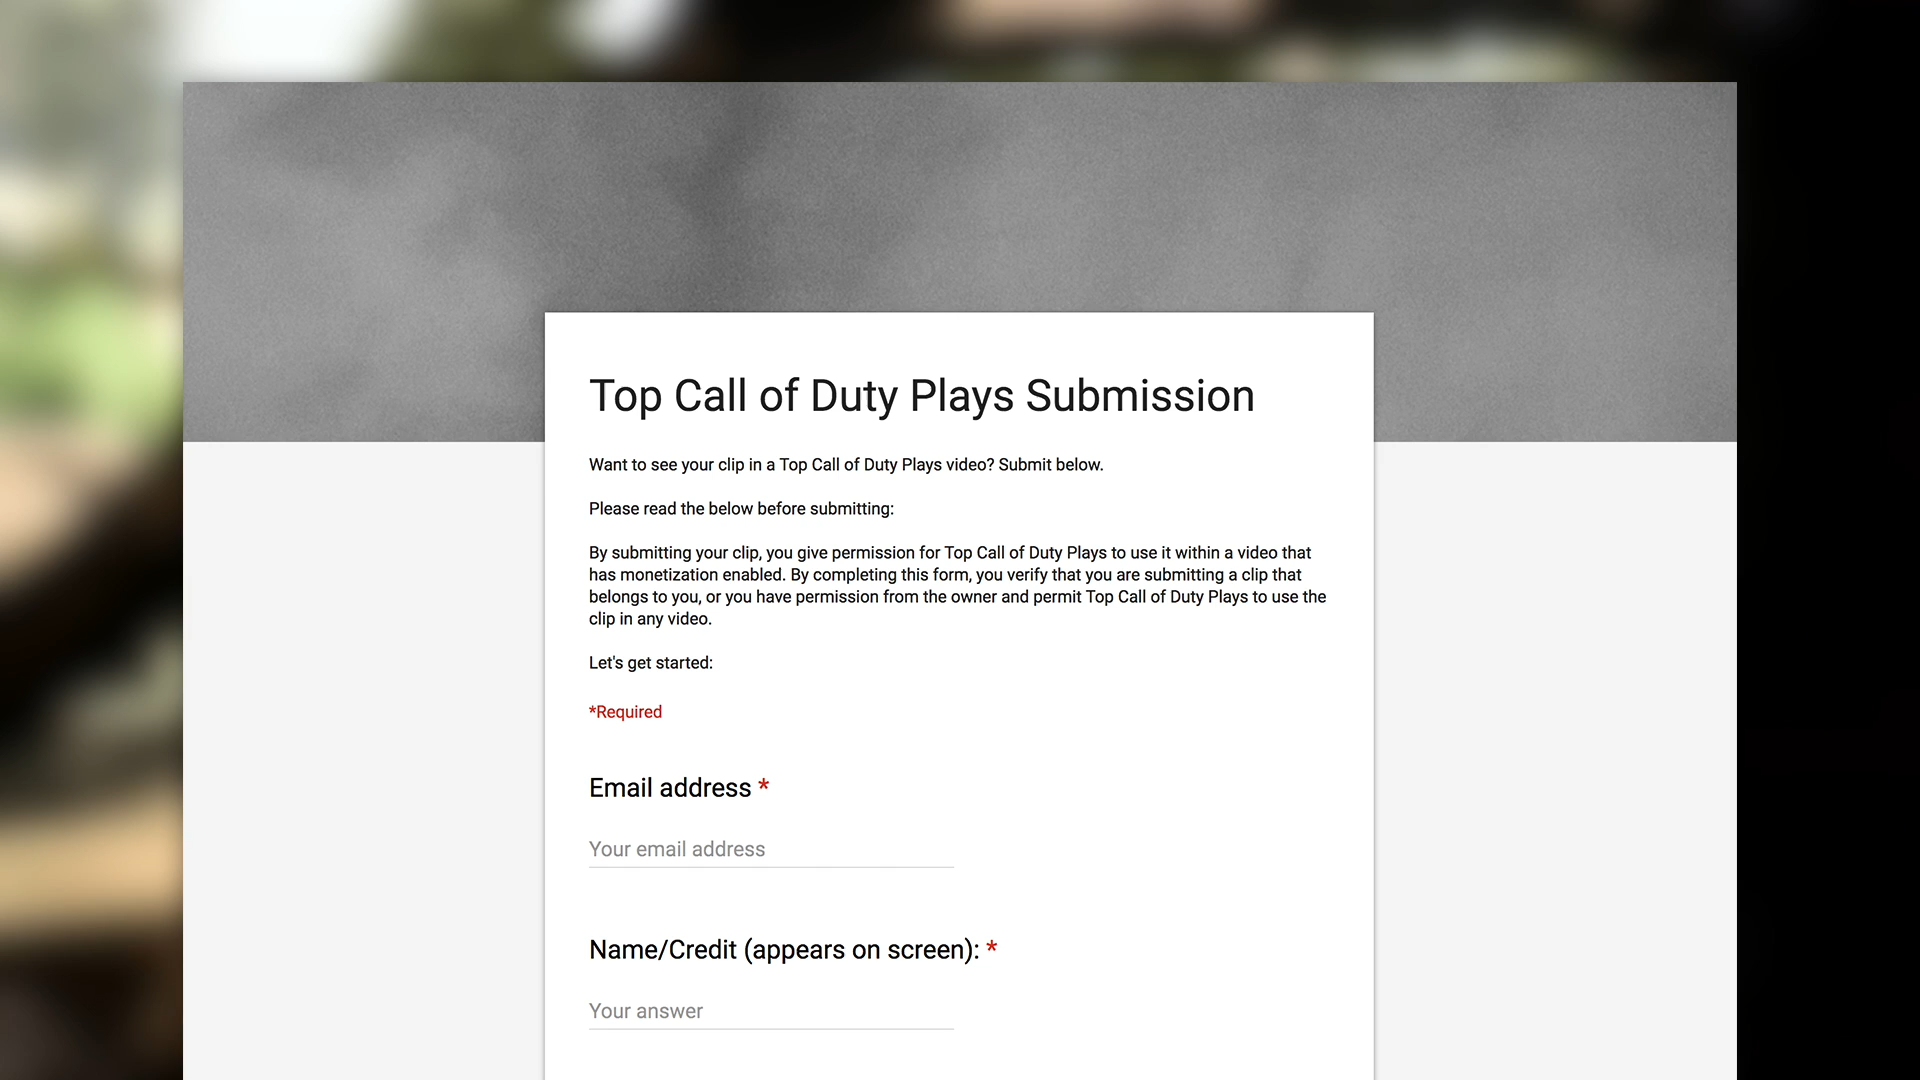 Top Call of Duty Plays Submission
Want to see your clip in a Top Call of Duty Plays video? Submit below.
Please read the below before submitting:
By submitting your clip, you give permission for Top Call of Duty Plays to use it within a video that
has monetization enabled. By completing this form, you verify that you are submitting a clip that
belongs to you, or you have permission from the owner and permit Top Call of Duty Plays to use the
clip in any video.
Let's get started:
*Required
Email address *
Your email address
Name/Credit (appears on screen): *
Your answer